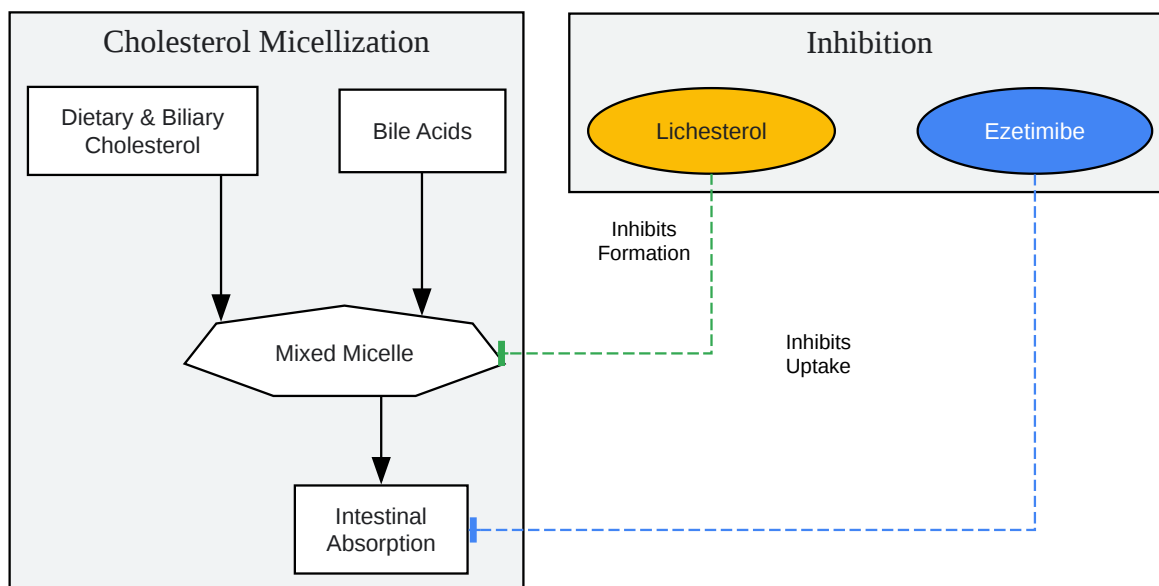 Cholesterol Micellization
Dietary & Biliary
Cholesterol
Bile Acids
Mixed Micelle
Intestinal
Absorption
Inhibition
Lichesterol
Ezetimibe
Inhibits
Formation
Inhibits
Uptake